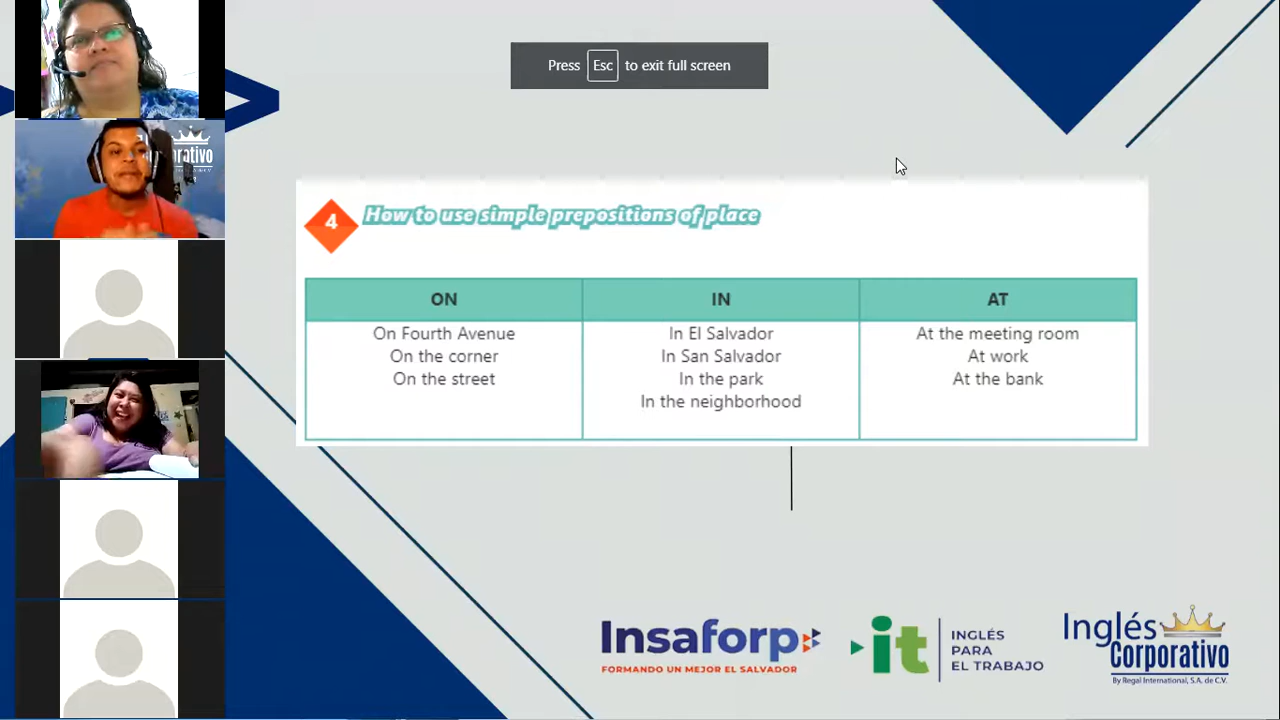 Press Esc to exit full screen
orativo
4
How to use simple prepositions of place
ON
IN
AT
On Fourth Avenue
On the corner
On the street
In El Salvador
In San Salvador
In the park
In the neighborhood
At the meeting room
At work
At the bank
Insaforp
FORMANDO UN MEJOR EL SALVADOR
it
INGLÉS
PARA
EL TRABAJO
Inglés
Corporativo
By Regal International, S.A. de C.V.